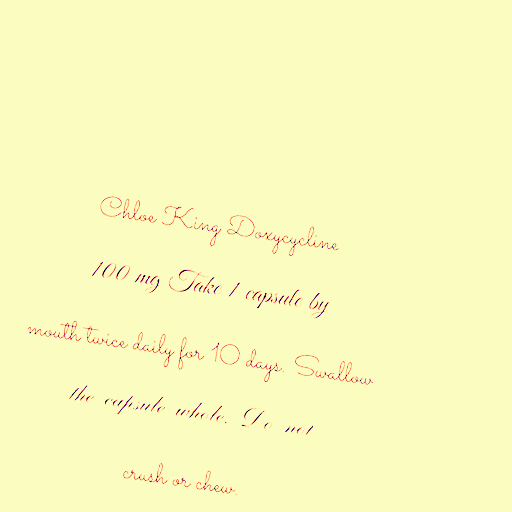 Chloe King Doxycycline
100 mg Take 1 capsule by
mouth twice daily for 10 days. Swallow
the capsule whole. Do not
crush or chew.